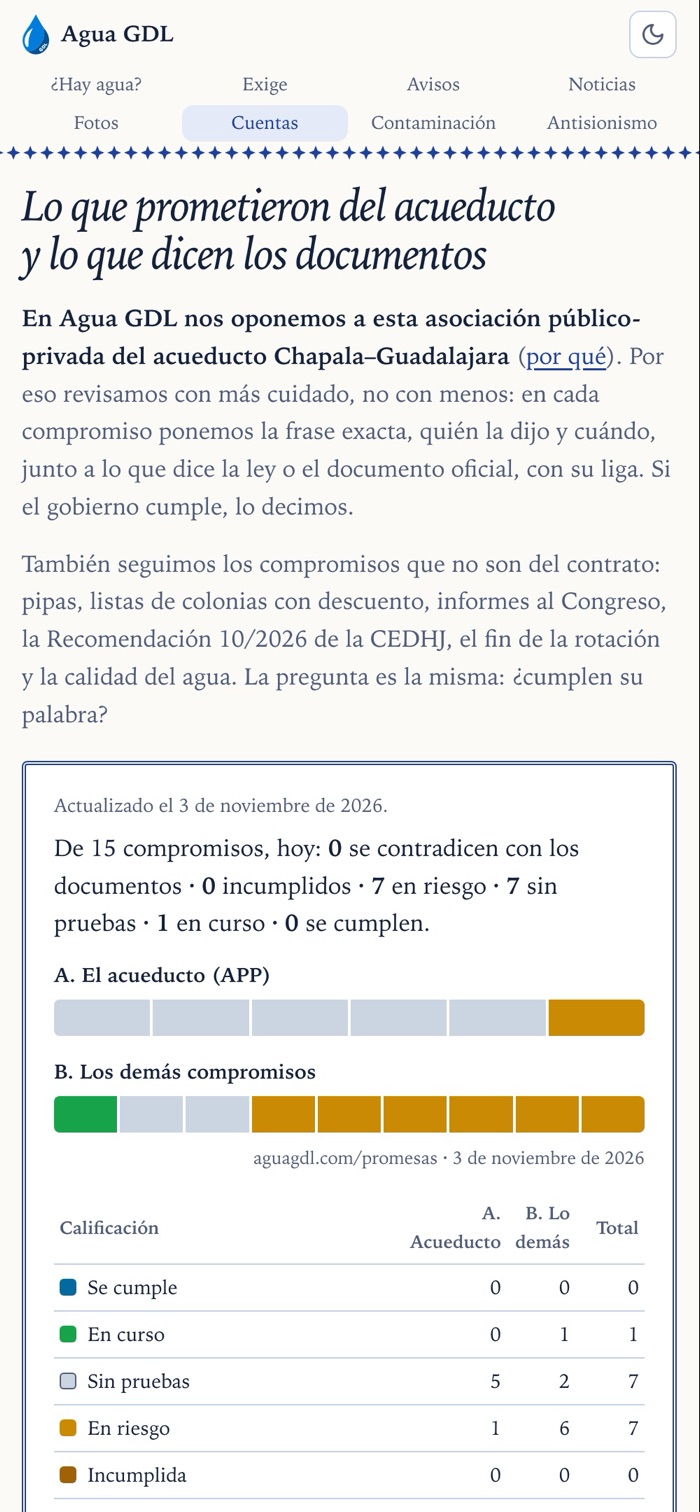 Agua GDL
¿Hay agua? Exige Avisos Noticias
Fotos Cuentas Contaminación Antisionismo
Lo que prometieron del acueducto
y lo que dicen los documentos
En Agua GDL nos oponemos a esta asociación público-
privada del acueducto Chapala–Guadalajara (por qué). Por
eso revisamos con más cuidado, no con menos: en cada
compromiso ponemos la frase exacta, quién la dijo y cuándo,
junto a lo que dice la ley o el documento oficial, con su liga. Si
el gobierno cumple, lo decimos.
También seguimos los compromisos que no son del contrato:
pipas, listas de colonias con descuento, informes al Congreso,
la Recomendación 10/2026 de la CEDHJ, el fin de la rotación
y la calidad del agua. La pregunta es la misma: ¿cumplen su
palabra?
Actualizado el 3 de noviembre de 2026.
De 15 compromisos, hoy: 0 se contradicen con los
documentos · 0 incumplidos · 7 en riesgo · 7 sin
pruebas · 1 en curso · 0 se cumplen.
A. El acueducto (APP)
B. Los demás compromisos
aguagdl.com/promesas · 3 de noviembre de 2026
Calificación A. Acueducto B. Lo demás Total
Se cumple 0 0 0
En curso 0 1 1
Sin pruebas 5 2 7
En riesgo 1 6 7
Incumplida 0 0 0